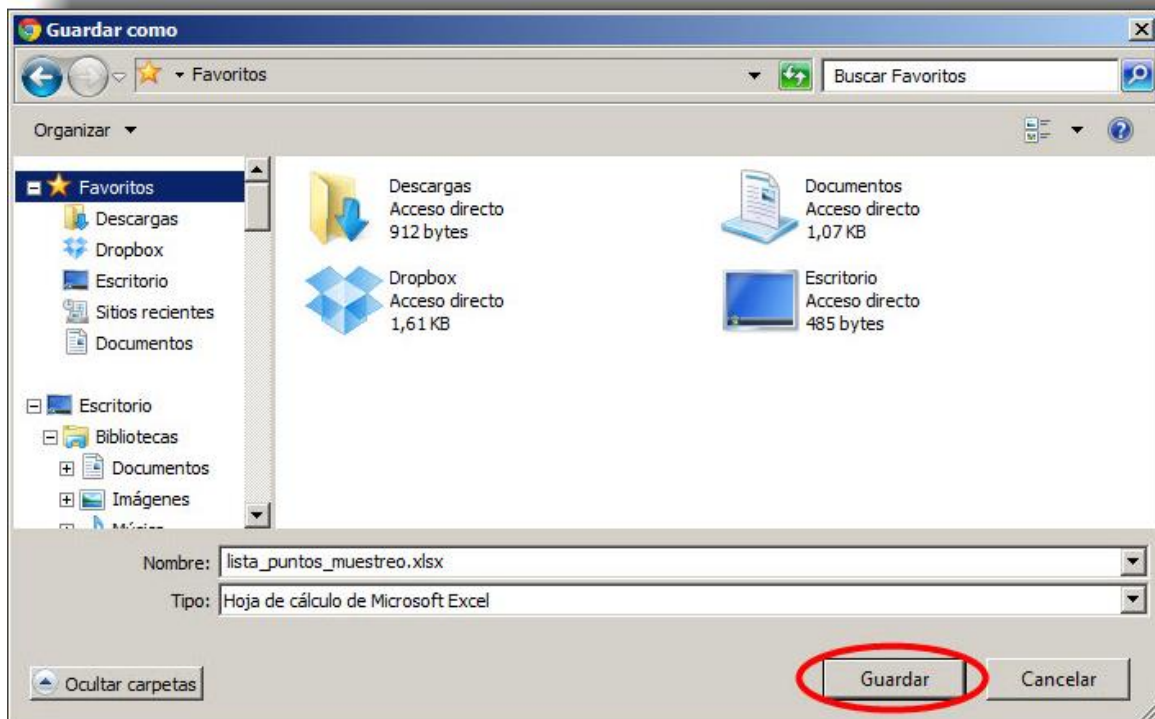 Guardar como
Favoritos
Buscar Favoritos
Organizar
Favoritos
Descargas
Dropbox
Escritorio
Sitios recientes
Documentos
Escritorio
Bibliotecas
Documentos
Imágenes
Música
Descargas
Acceso directo
912 bytes
Documentos
Acceso directo
1,07 KB
Dropbox
Acceso directo
1,61 KB
Escritorio
Acceso directo
485 bytes
Nombre: lista_puntos_muestreo.xlsx
Tipo: Hoja de cálculo de Microsoft Excel
Ocultar carpetas
Guardar
Cancelar